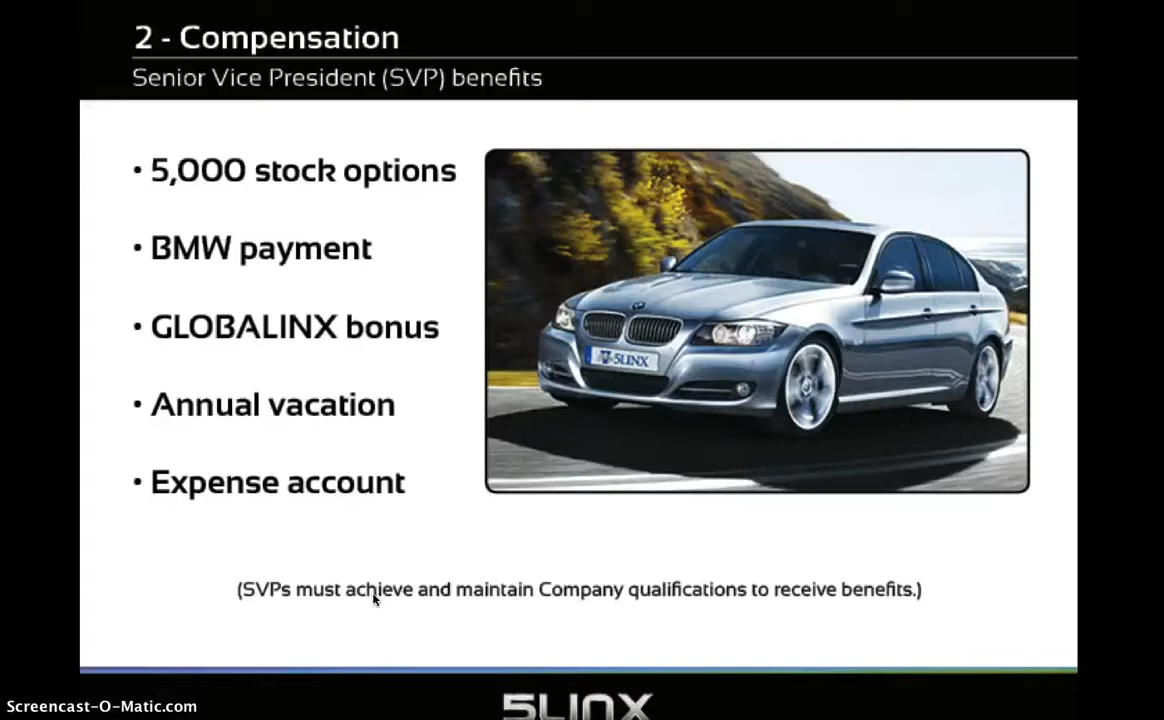 2 - Compensation
Senior Vice President (SVP) benefits
• 5,000 stock options
• BMW payment
• GLOBALINX bonus
• Annual vacation
• Expense account
5LINX
(SVPs must achieve and maintain Company qualifications to receive benefits.)
Screencast-O-Matic.com
5LINX